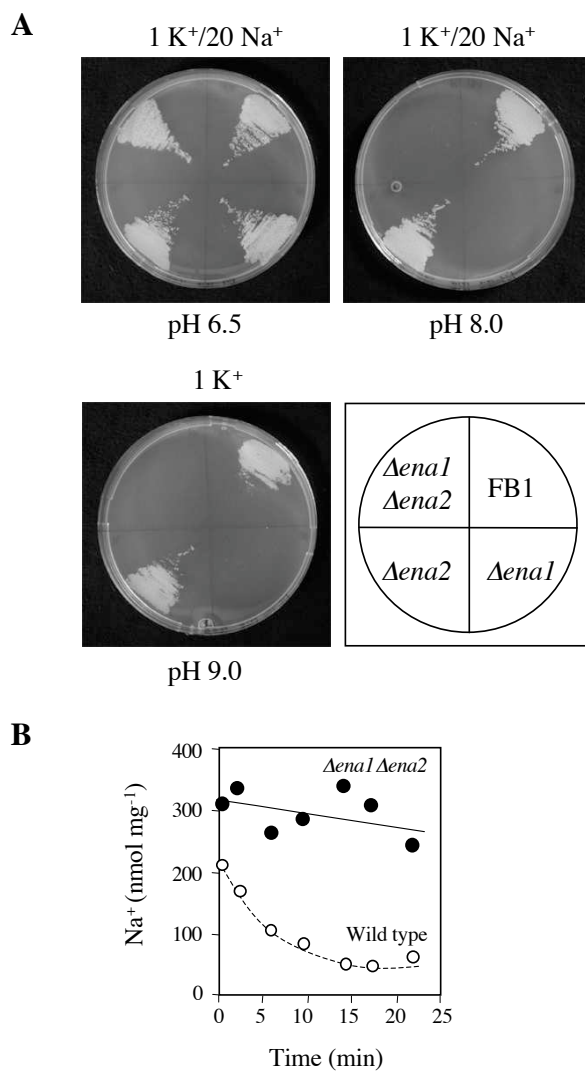 A
1 K⁺/20 Na⁺ 1 K⁺/20 Na⁺
pH 6.5 pH 8.0
1 K⁺
Δena1
Δena2
FB1
Δena2
Δena1
pH 9.0
B
Δena1Δena2
Wild type
400
300
200
100
0
Na⁺ (nmol mg⁻¹)
0 5 10 15 20 25
Time (min)